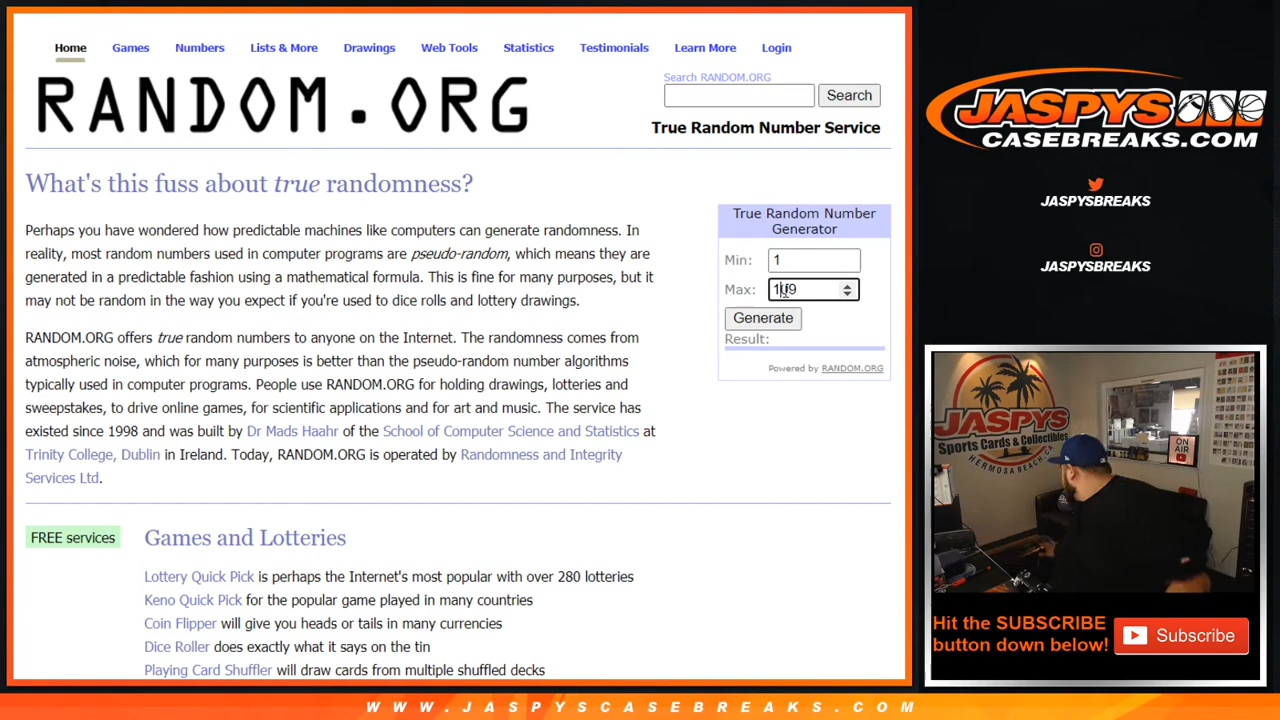 Home Games Numbers Lists & More Drawings Web Tools Statistics Testimonials Learn More Login
RANDOM.ORG
Search RANDOM.ORG
Search
True Random Number Service
What's this fuss about true randomness?
Perhaps you have wondered how predictable machines like computers can generate randomness. In
reality, most random numbers used in computer programs are pseudo-random, which means they are
generated in a predictable fashion using a mathematical formula. This is fine for many purposes, but it
may not be random in the way you expect if you're used to dice rolls and lottery drawings.
RANDOM.ORG offers true random numbers to anyone on the Internet. The randomness comes from
atmospheric noise, which for many purposes is better than the pseudo-random number algorithms
typically used in computer programs. People use RANDOM.ORG for holding drawings, lotteries and
sweepstakes, to drive online games, for scientific applications and for art and music. The service has
existed since 1998 and was built by Dr Mads Haahr of the School of Computer Science and Statistics at
Trinity College, Dublin in Ireland. Today, RANDOM.ORG is operated by Randomness and Integrity
Services Ltd.
True Random Number
Generator
Min: 1
Max:
Generate
Result:
Powered by RANDOM.ORG
FREE services
Games and Lotteries
Lottery Quick Pick is perhaps the Internet's most popular with over 280 lotteries
Keno Quick Pick for the popular game played in many countries
Coin Flipper will give you heads or tails in many currencies
Dice Roller does exactly what it says on the tin
Playing Card Shuffler will draw cards from multiple shuffled decks
JASPYS
CASEBREAKS.COM
JASPYSBREAKS
JASPYSBREAKS
JASPYS
Sports Cards & Collectibles
HERMOSA BEACH, CA
ON
AIR
Hit the SUBSCRIBE
button down below!
Subscribe
WWW.JASPYSCASEBREAKS.COM